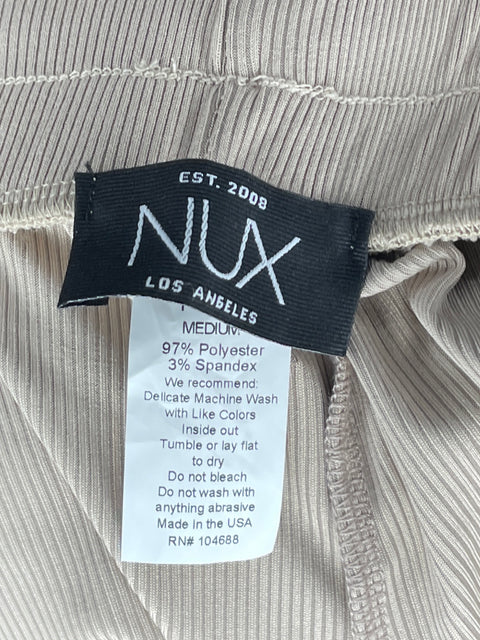 EST. 2008
NUX
LOS ANGELES
MEDIUM
97% Polyester
3% Spandex
We recommend:
Delicate Machine Wash
with Like Colors
Inside out
Tumble or lay flat
to dry
Do not bleach
Do not wash with
anything abrasive
Made in the USA
RN# 104688